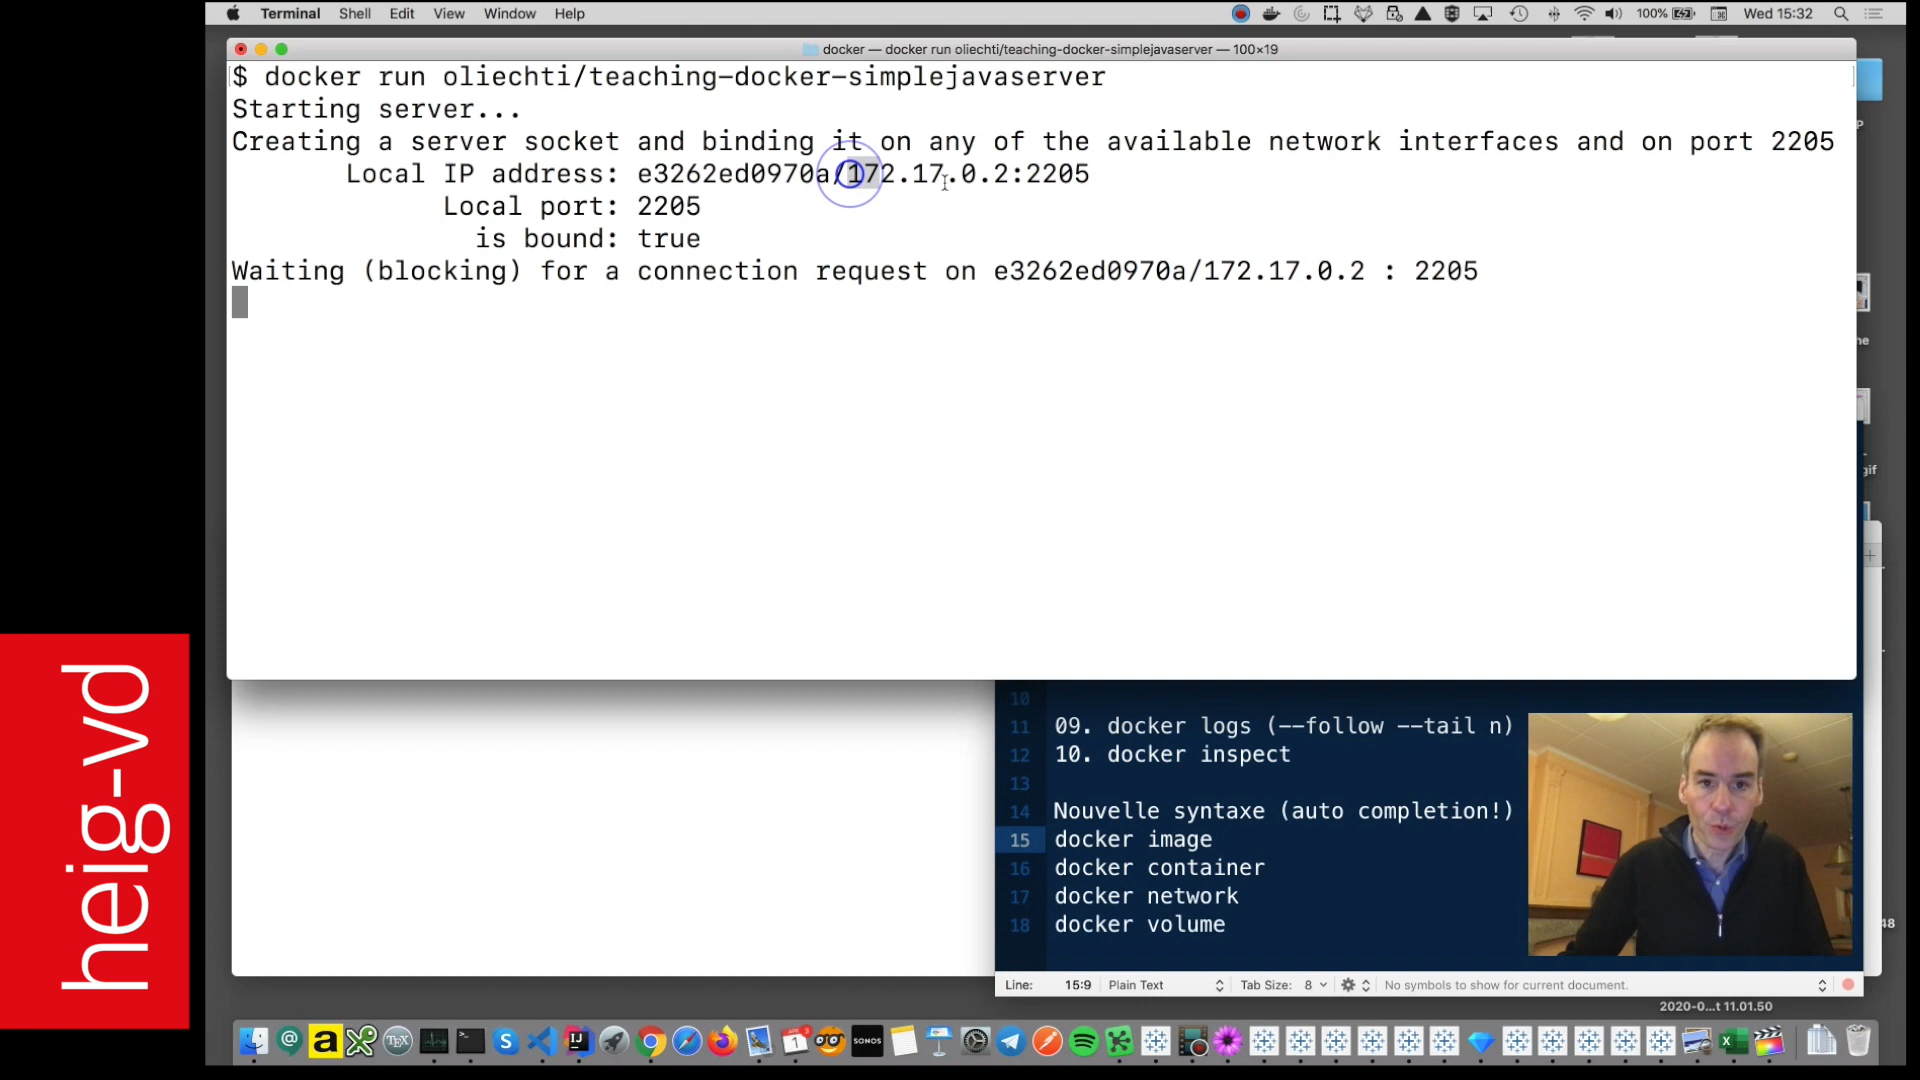 Terminal Shell Edit View Window Help
100%
Wed 15:32
docker — docker run oliechti/teaching-docker-simplejavaserver — 100×19
$ docker run oliechti/teaching-docker-simplejavaserver
Starting server...
Creating a server socket and binding it on any of the available network interfaces and on port 2205
Local IP address: e3262ed0970a/172.17.0.2:2205
Local port: 2205
is bound: true
Waiting (blocking) for a connection request on e3262ed0970a/172.17.0.2 : 2205
10
11 09. docker logs (--follow --tail n)
12 10. docker inspect
13
14 Nouvelle syntaxe (auto completion!)
15 docker image
16 docker container
17 docker network
18 docker volume
Line: 15:9 Plain Text Tab Size: 8 No symbols to show for current document.
2020-0...t 11.01.50
heig-vd
SONOS